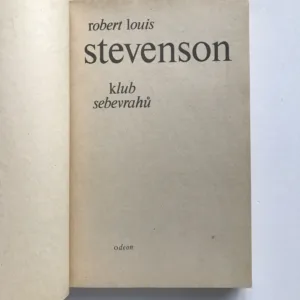 robert louis
stevenson
klub
sebevrahů
odeon